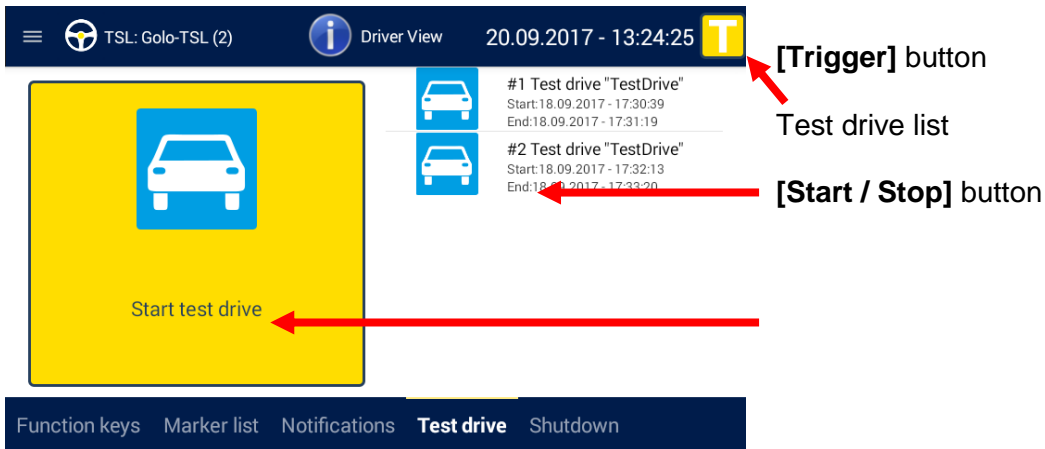 TSL: Golo-TSL (2)
Driver View
20.09.2017 - 13:24:25
T
[Trigger] button
#1 Test drive "TestDrive"
Start:18.09.2017 - 17:30:39
End:18.09.2017 - 17:31:19
Test drive list
#2 Test drive "TestDrive"
Start:18.09.2017 - 17:32:13
End:18.09.2017 - 17:33:20
[Start / Stop] button
Start test drive
Function keys Marker list Notifications Test drive Shutdown